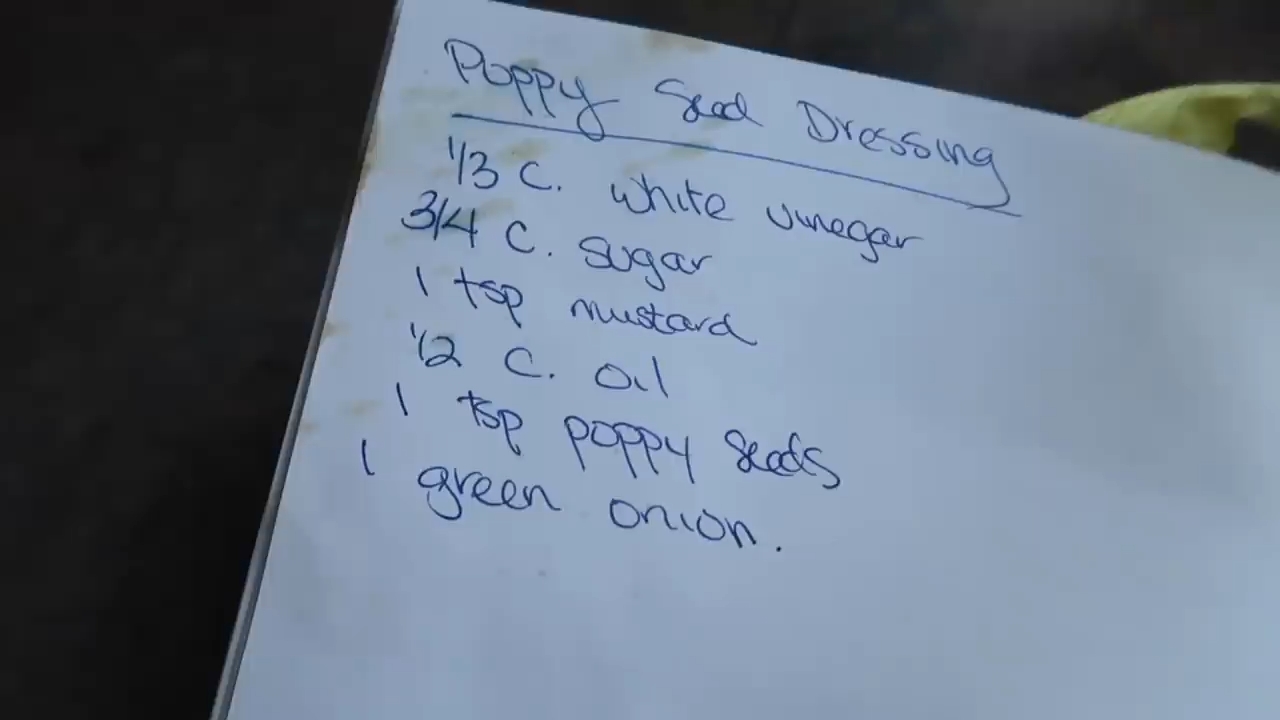 Poppy Seed Dressing
1/3 C. white vinegar
3/4 C. sugar
1 tsp mustard
1/2 C. oil
1 tsp poppy seeds
1 green onion.